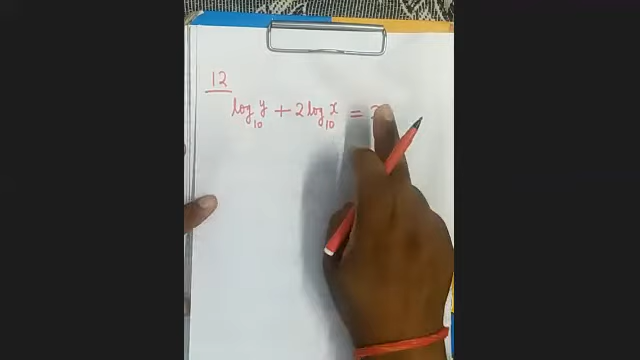 12
log₁₀ y + 2 log₁₀ x =